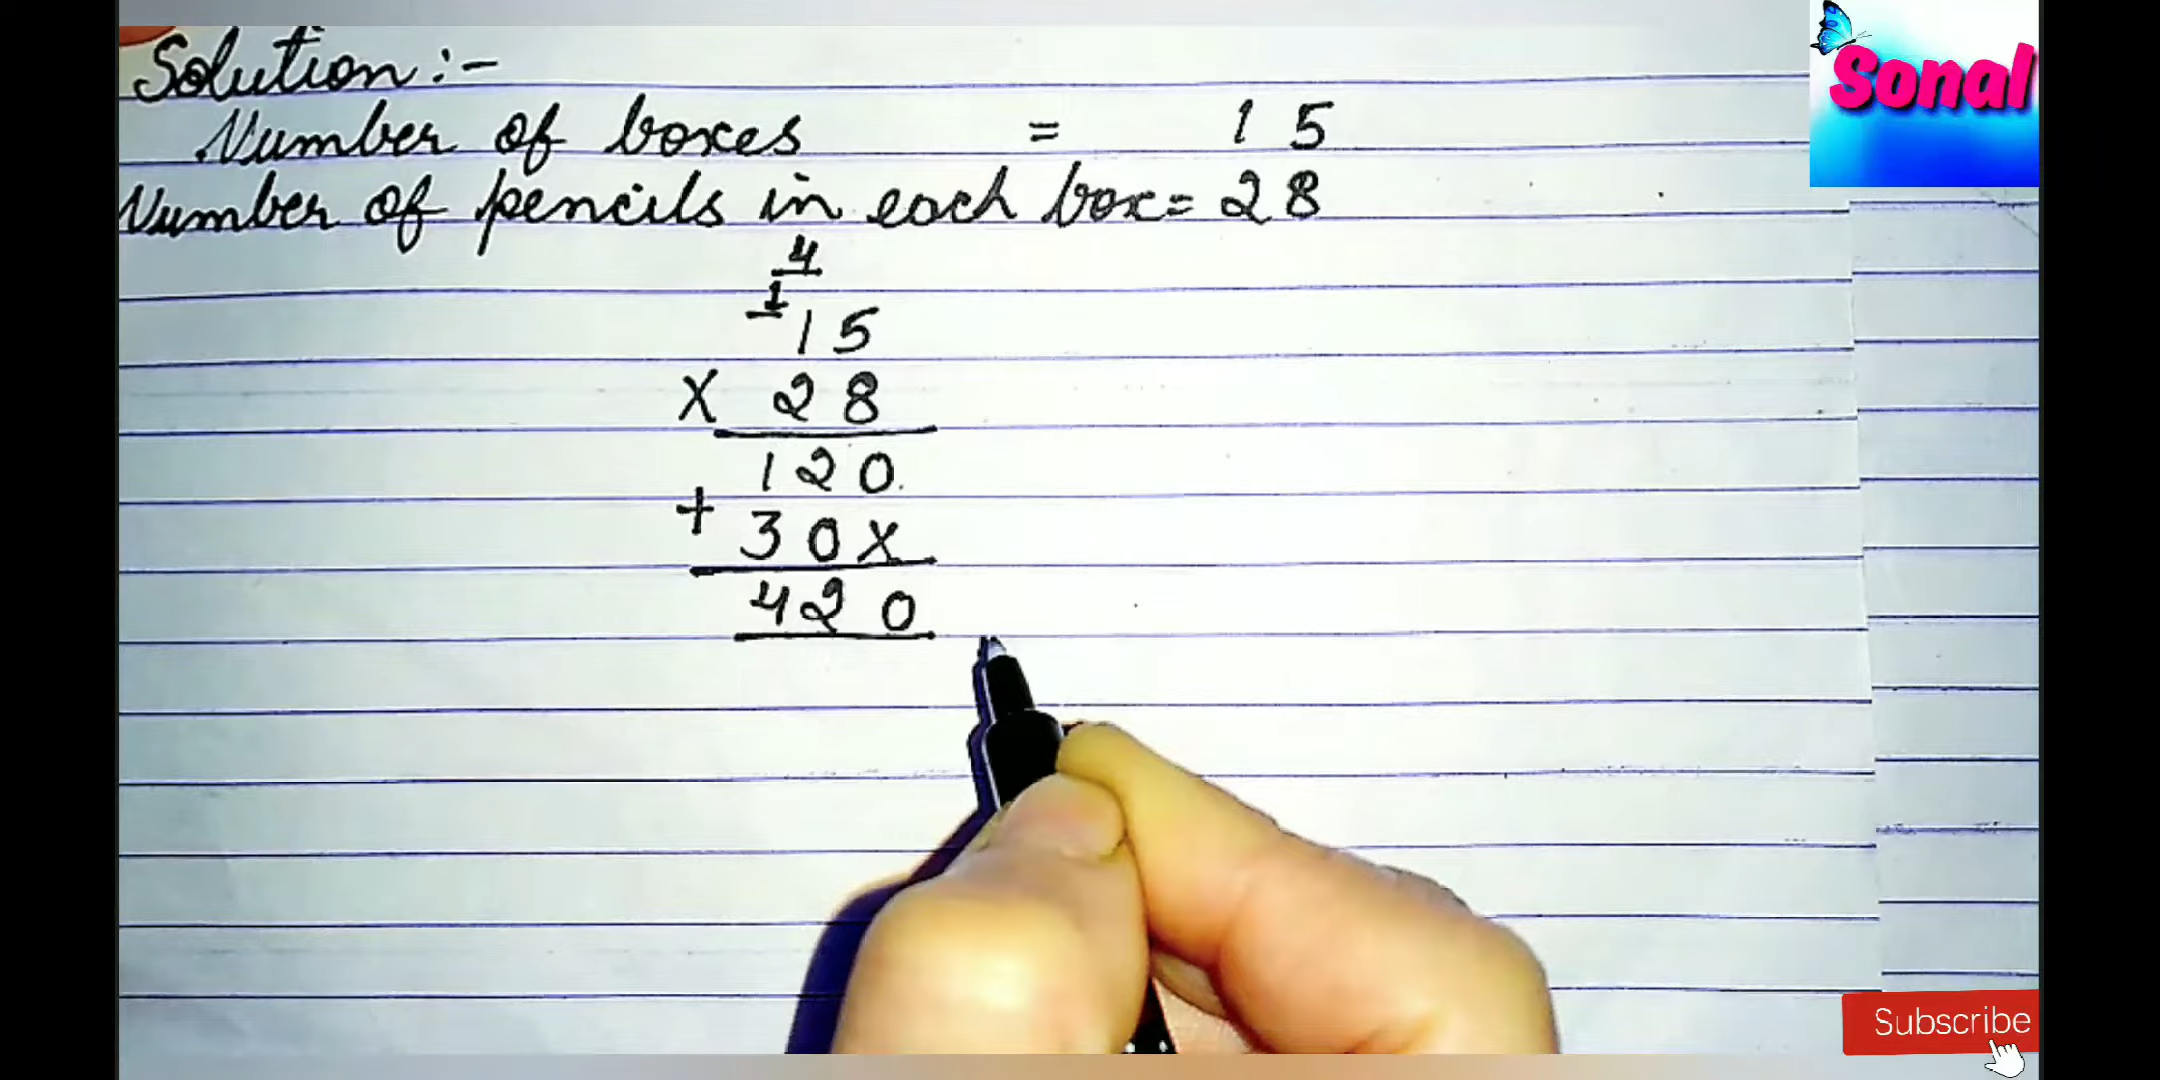 Solution :-
Sonal
Number of boxes = 15
Number of pencils in each box = 28
4
1
15
X 28
120
+ 30x
420
Subscribe